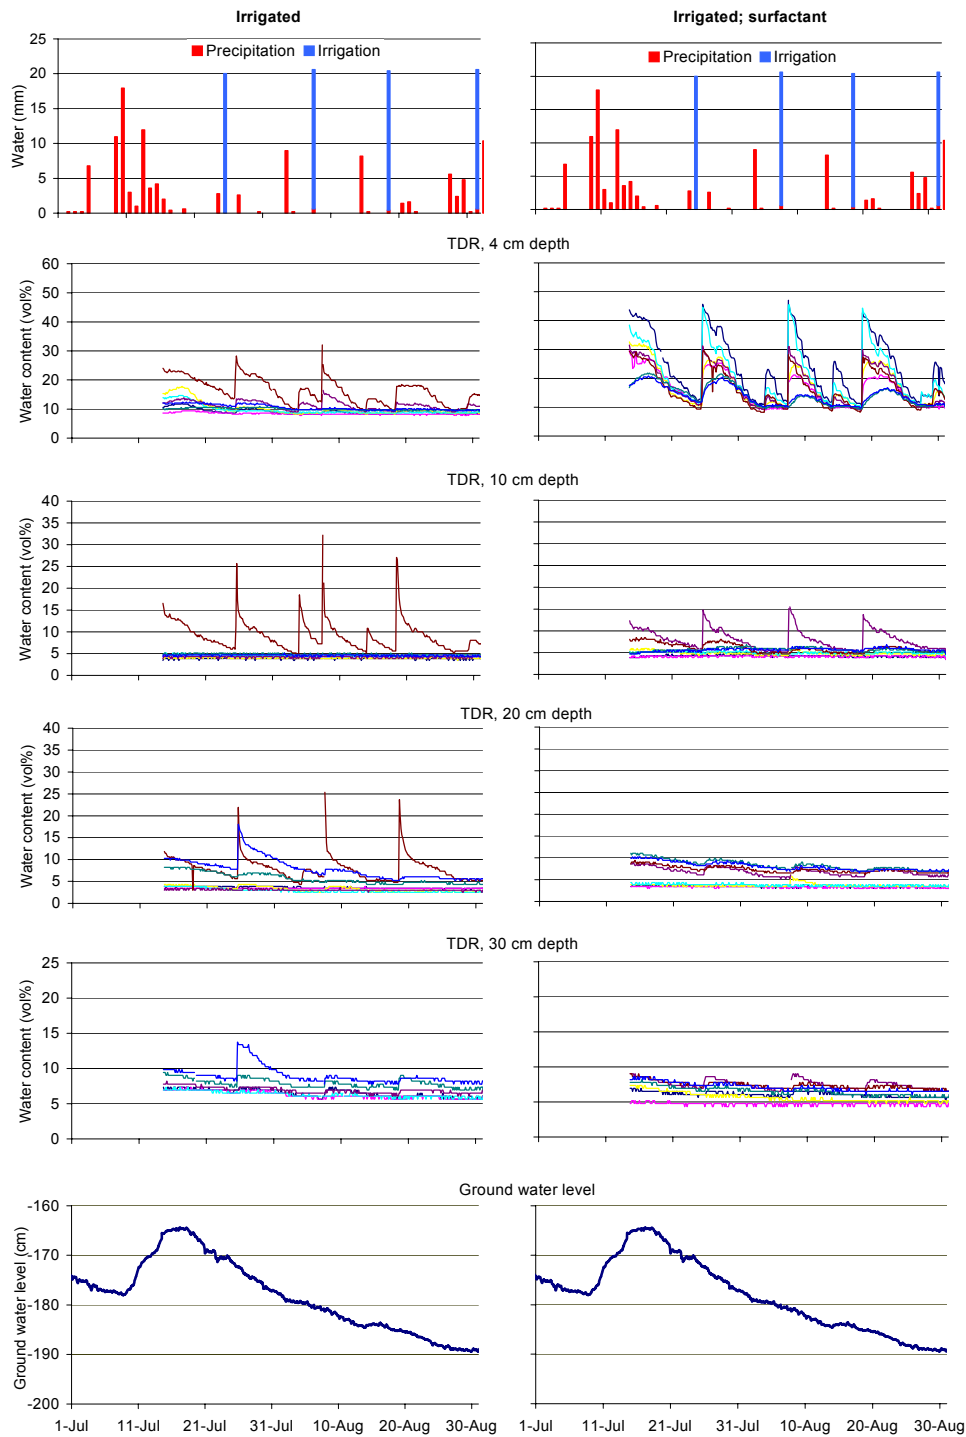 Irrigated
Irrigated; surfactant
Water (mm)
25
20
15
10
5
0
Precipitation
Irrigation
Precipitation
Irrigation
TDR, 4 cm depth
Water content (vol%)
60
50
40
30
20
10
0
TDR, 10 cm depth
Water content (vol%)
40
35
30
25
20
15
10
5
0
TDR, 20 cm depth
Water content (vol%)
40
35
30
25
20
15
10
5
0
TDR, 30 cm depth
Water content (vol%)
25
20
15
10
5
0
Ground water level
Ground water level (cm)
-160
-170
-180
-190
-200
1-Jul 11-Jul 21-Jul 31-Jul 10-Aug 20-Aug 30-Aug
1-Jul 11-Jul 21-Jul 31-Jul 10-Aug 20-Aug 30-Aug